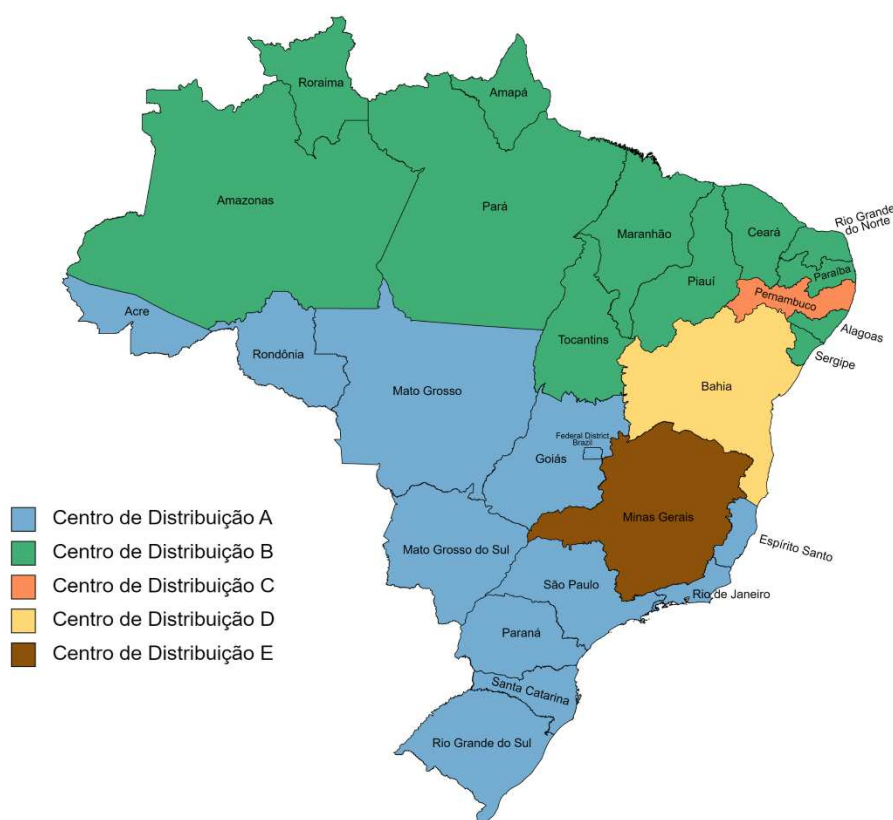 Roraima
Amapá
Amazonas
Pará
Maranhão
Ceará
Rio Grande
do Norte
Paraíba
Piauí
Pernambuco
Acre
Alagoas
Tocantins
Sergipe
Rondônia
Mato Grosso
Bahia
Federal District
Brazil
Goiás
Minas Gerais
Espírito Santo
Mato Grosso do Sul
São Paulo
Rio de Janeiro
Paraná
Santa Catarina
Rio Grande do Sul
Centro de Distribuição A
Centro de Distribuição B
Centro de Distribuição C
Centro de Distribuição D
Centro de Distribuição E